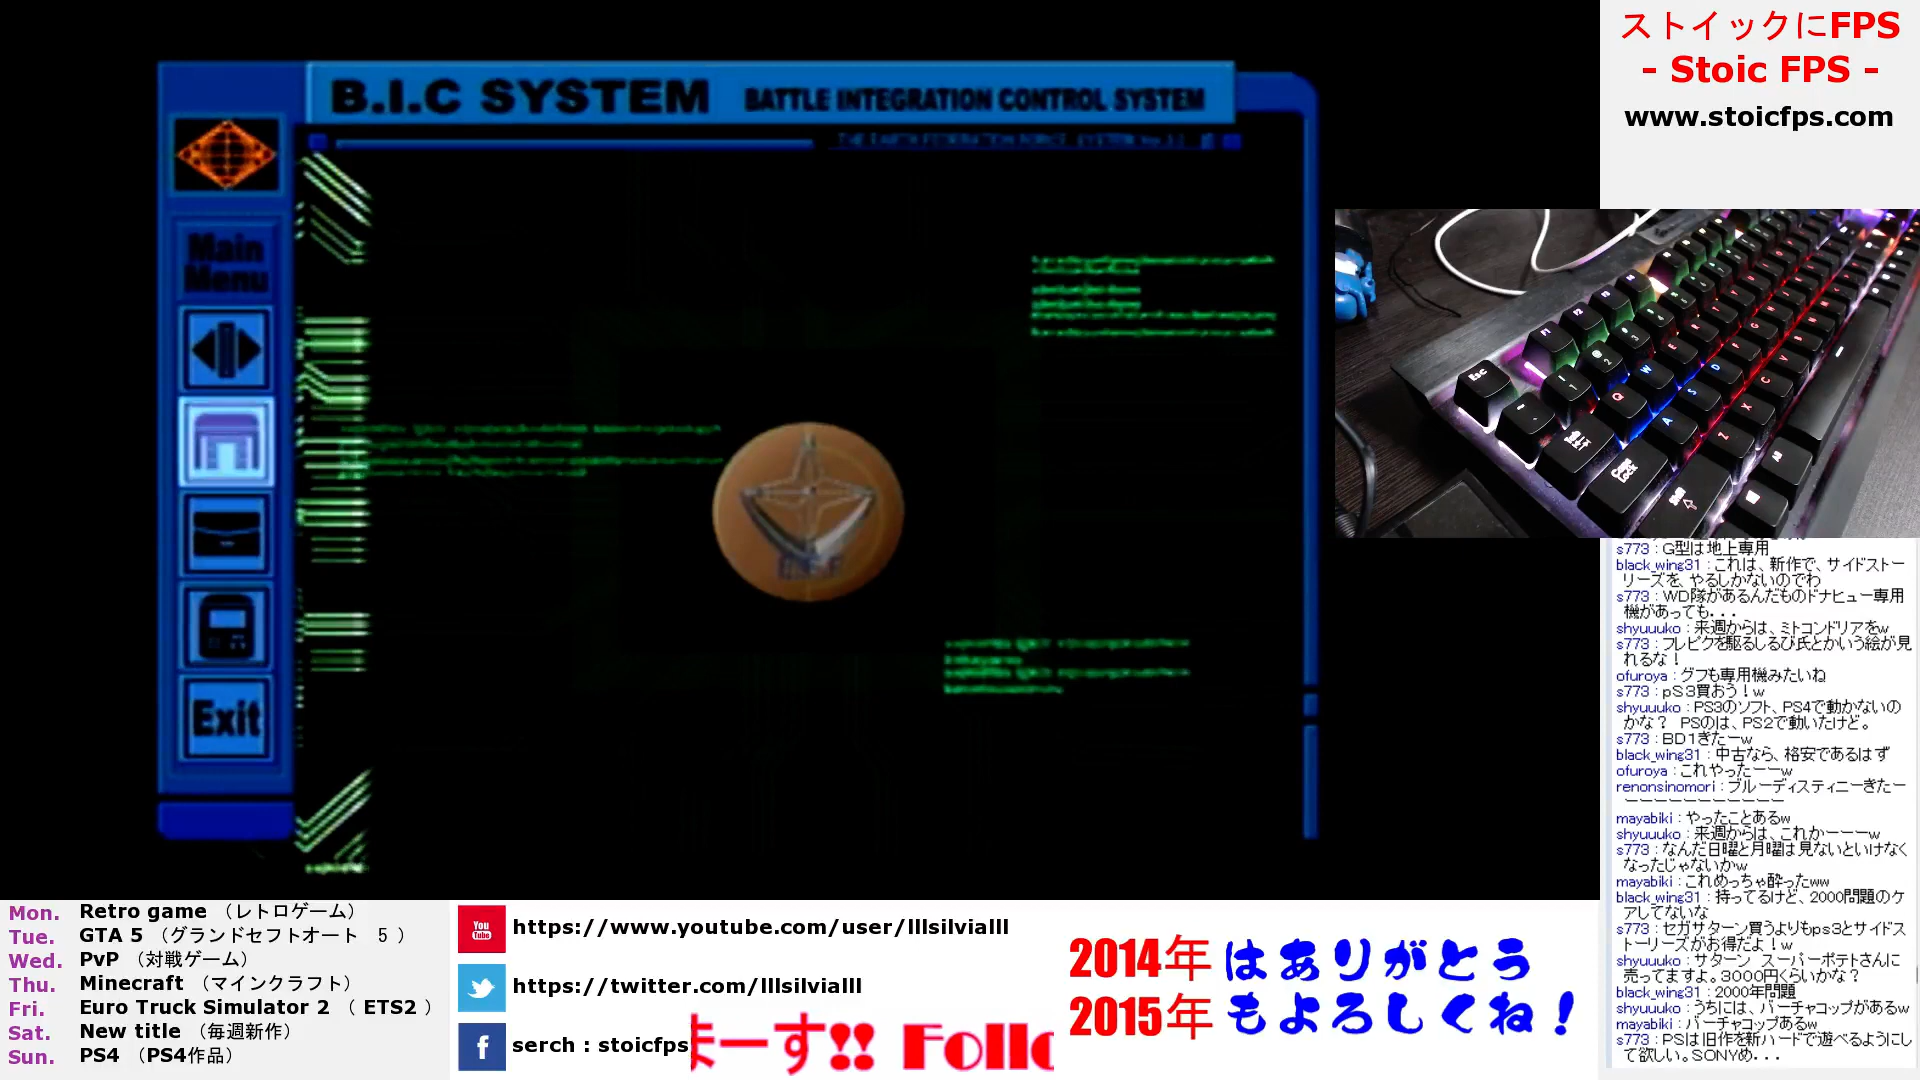 B.I.C SYSTEM
BATTLE INTEGRATION CONTROL SYSTEM
THE EARTH FEDERATION FORCE SYSTEM
Main
Menu
Exit
ストイックにFPS
- Stoic FPS -
www.stoicfps.com
Esc
s773 : G型は地上専用
black_wing31 : これは、新作で、サイドストー
リーズを、やるしかないのでわ
s773 : WD隊があるんだものドナヒュー専用
機があっても...
shyuuuko : 来週からは、ミトコンドリアをw
s773 : フレピクを駆るしるび氏とかいう絵が見
れるな！
ofuroya : グフも専用機みたいね
s773 : pS3買おう！w
shyuuuko : PS3のソフト、PS4で動かないの
かな？　PSのは、PS2で動いたけど。
s773 : BD1きたーw
black_wing31 : 中古なら、格安であるはず
ofuroya : これやったーーw
renonsinomori : ブルーディスティニーきたー
ーーーーーーーーーーー
mayabiki : やったことあるw
shyuuuko : 来週からは、これかーーーw
s773 : なんだ日曜と月曜は見ないといけなく
なったじゃないかw
mayabiki : これめっちゃ酔ったww
black_wing31 : 持ってるけど、2000問題のケ
アしてないな
s773 : セガサターン買うよりもps3とサイドス
トーリーズがお得だよ！w
shyuuuko : サターン　スーパーポテトさんに
売ってますよ。3000円くらいかな？
black_wing31 : 2000年問題
shyuuuko : うちには、バーチャコップがあるw
mayabiki : バーチャコップあるw
s773 : PSは旧作を新ハードで遊べるようにし
て欲しい。SONYめ...
Mon. Retro game （レトロゲーム）
Tue. GTA 5 （グランドセフトオート　5 ）
Wed. PvP （対戦ゲーム）
Thu. Minecraft （マインクラフト）
Fri. Euro Truck Simulator 2 （ ETS2 ）
Sat. New title （毎週新作）
Sun. PS4 （PS4作品）
You
Tube
https://www.youtube.com/user/lllsilvialll
https://twitter.com/lllsilvialll
serch : stoicfps
まーす!! Follo
2014年 はありがとう
2015年 もよろしくね！